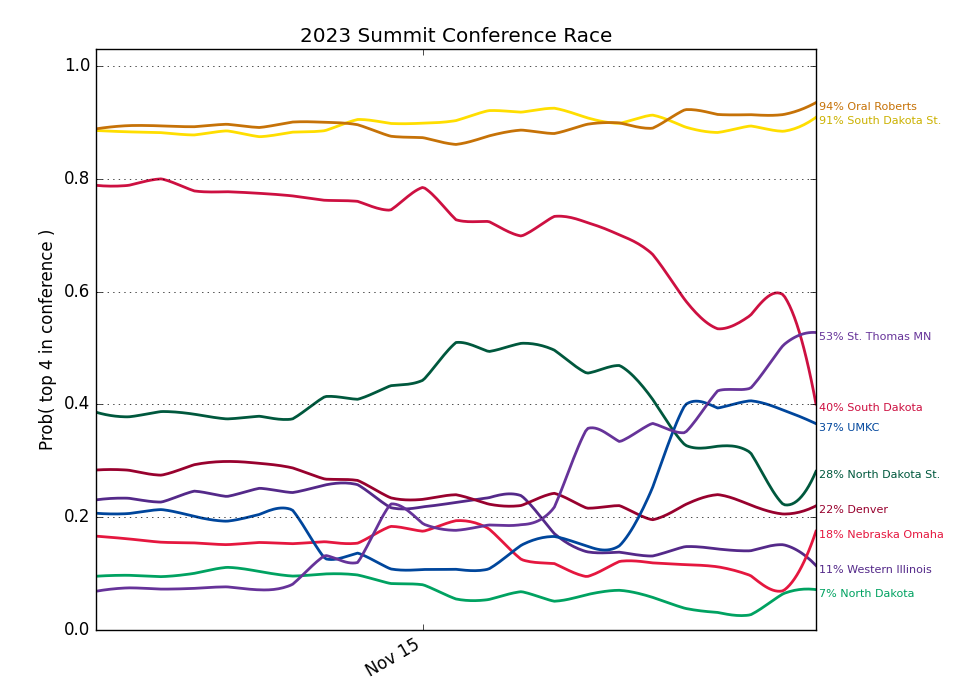 2023 Summit Conference Race
Prob( top 4 in conference )
1.0
0.8
0.6
0.4
0.2
0.0
Nov 15
94% Oral Roberts
91% South Dakota St.
53% St. Thomas MN
40% South Dakota
37% UMKC
28% North Dakota St.
22% Denver
18% Nebraska Omaha
11% Western Illinois
7% North Dakota